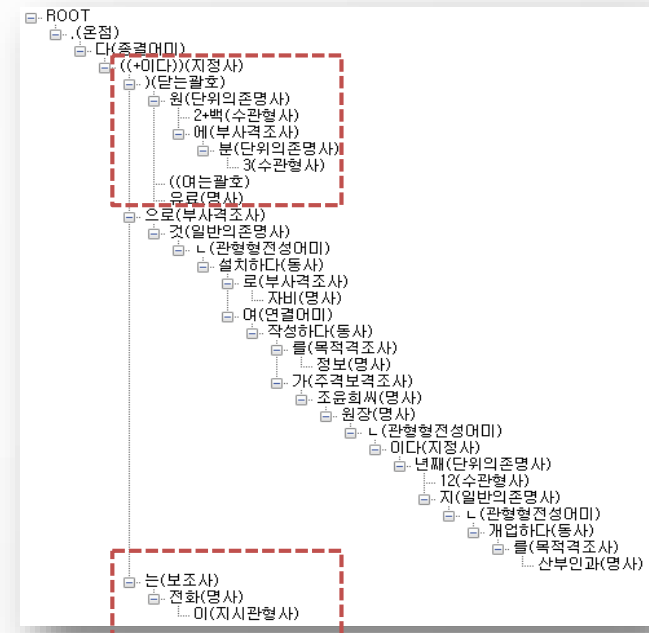 ROOT
.(온점)
다(종결어미)
((+이다))(지정사)
)(닫는괄호)
원(단위의존명사)
2+백(수관형사)
에(부사격조사)
분(단위의존명사)
3(수관형사)
((여는괄호)
유료(명사)
으로(부사격조사)
것(일반의존명사)
ㄴ(관형형전성어미)
설치하다(동사)
로(부사격조사)
자비(명사)
여(연결어미)
작성하다(동사)
를(목적격조사)
정보(명사)
가(주격보격조사)
조윤희씨(명사)
원장(명사)
ㄴ(관형형전성어미)
이다(지정사)
년째(단위의존명사)
12(수관형사)
지(일반의존명사)
ㄴ(관형형전성어미)
개업하다(동사)
를(목적격조사)
산부인과(명사)
는(보조사)
전화(명사)
이(지시관형사)